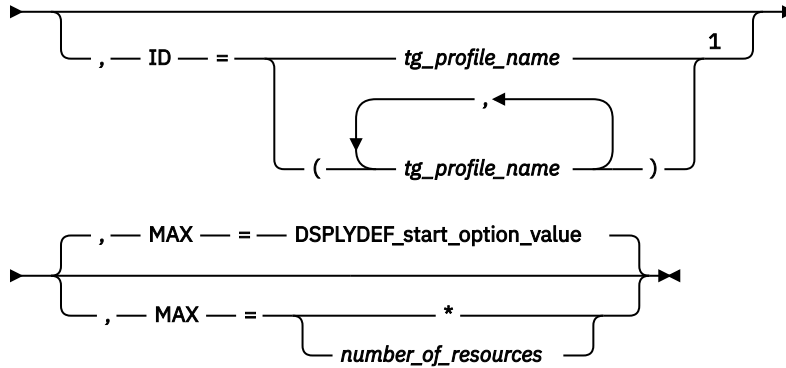 1
, ID = tg_profile_name
,
( tg_profile_name )
, MAX = DSPLYDEF_start_option_value
, MAX = *
number_of_resources